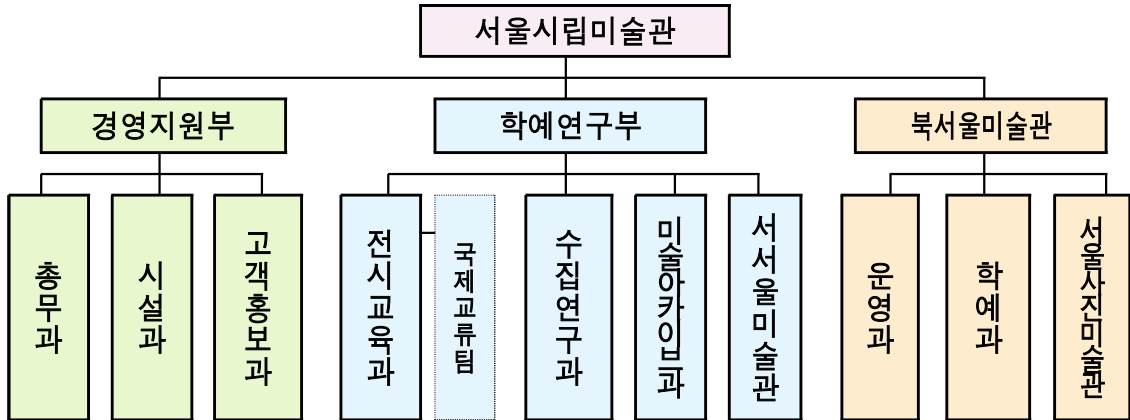 서울시립미술관
경영지원부
학예연구부
북서울미술관
총무과
시설과
고객홍보과
전시교육과
국제교류팀
수집연구과
미술아카이브과
서서울미술관
운영과
학예과
서울사진미술관